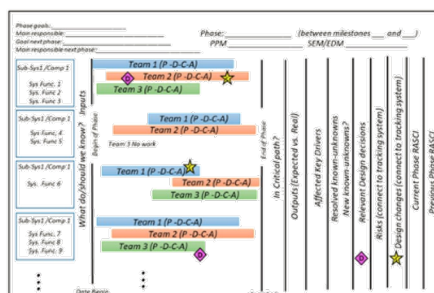 Phase goals:
Main responsible:
Goal next phase:
Main responsible next phase:
Phase: (between milestones and )
PPM SEM/EDM
Sub-Sys1 /Comp 1
Sys Func. 1
Sys. Func 2
Sys Func 3
Sub-Sys1 /Comp 1
Sys Func, 4
Sys Func 5
Sub-Sys1 /Comp 1
Sys. Func 6
Sub-Sys1 /Comp 1
Sys Func. 7
Sys Func 8
Sys Func. 9
What do/should we know? Inputs
Begin of Phase
Team 1 (P -D-C-A)
Team 2 (P -D-C-A)
D
Team 3 (P -D-C-A)
Team 1 (P -D-C-A)
Team 2 (P -D-C-A)
Team 3 No work
Team 1 (P -D-C-A)
Team 2 (P -D-C-A)
Team 3 (P -D-C-A)
Team 1 (P -D-C-A)
Team 2 (P -D-C-A)
Team 3 (P -D-C-A)
D
End of Phase
In Critical path?
Outputs (Expected vs. Real)
Affected Key Drivers
Resolved known-unknowns
New known-unknowns?
Relevant Design decisions
D
Risks (connect to tracking system)
Design changes (connect to tracking system)
Current Phase RASCI
Previous Phase RASCI